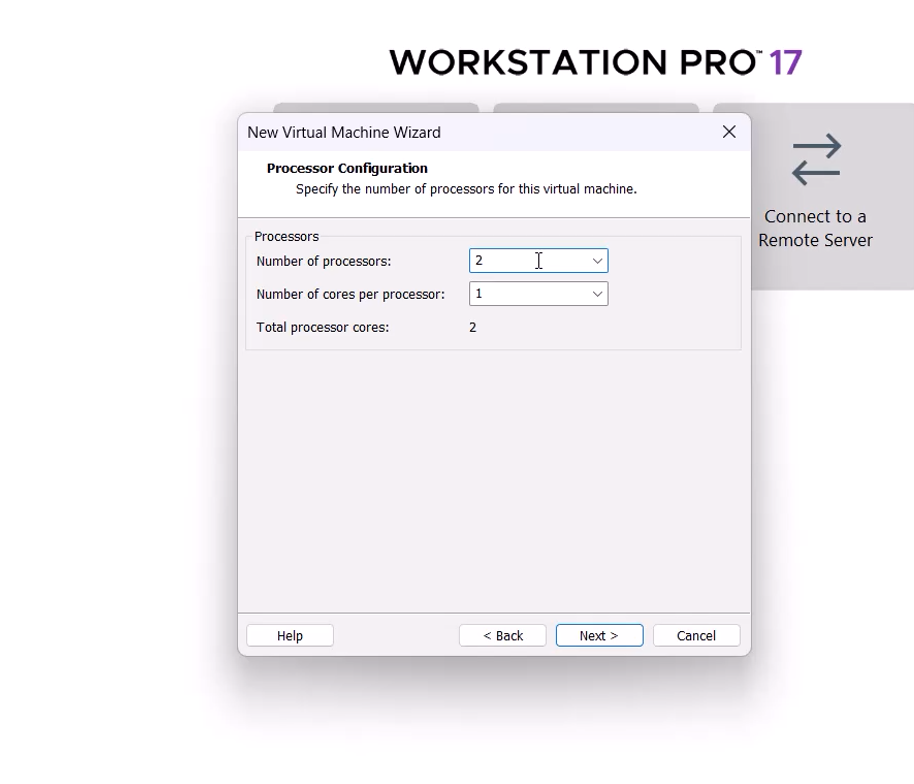 WORKSTATION PRO™ 17
New Virtual Machine Wizard
Processor Configuration
Specify the number of processors for this virtual machine.
Processors
Number of processors: 2
Number of cores per processor: 1
Total processor cores: 2
Connect to a
Remote Server
Help < Back Next > Cancel